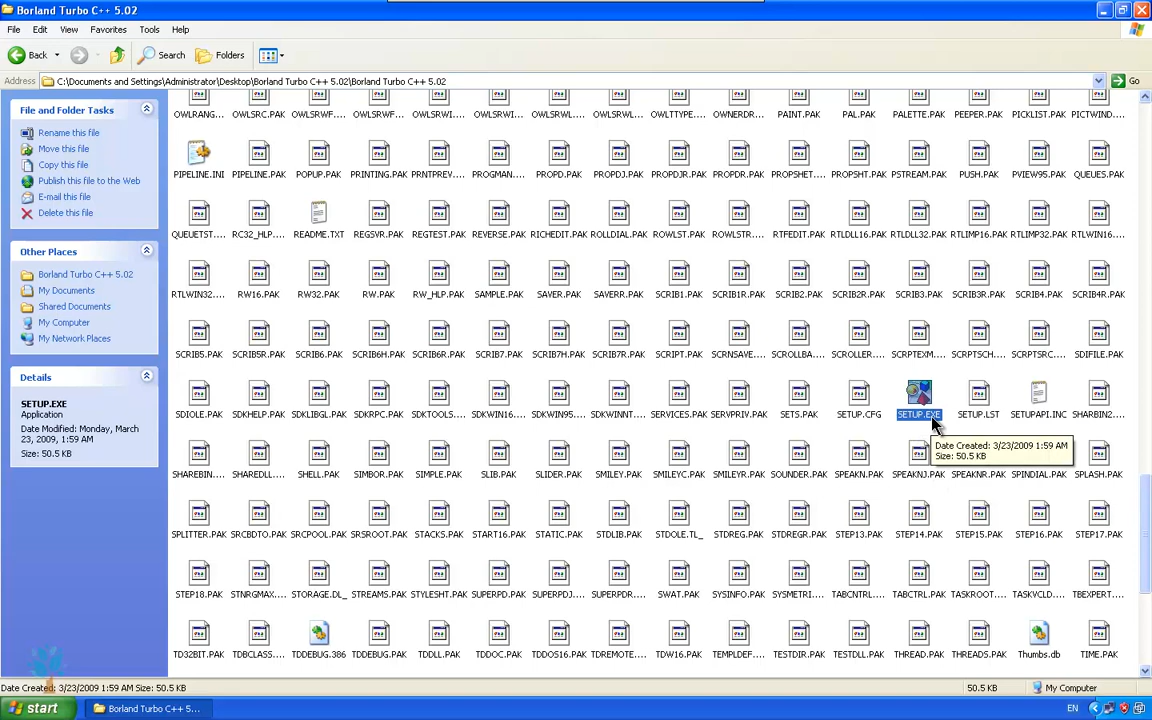 Borland Turbo C++ 5.02
File Edit View Favorites Tools Help
Back Search Folders
Address C:\Documents and Settings\Administrator\Desktop\Borland Turbo C++ 5.02\Borland Turbo C++ 5.02 Go
File and Folder Tasks
Rename this file
Move this file
Copy this file
Publish this file to the Web
E-mail this file
Delete this file
Other Places
Borland Turbo C++ 5.02
My Documents
Shared Documents
My Computer
My Network Places
Details
SETUP.EXE
Application
Date Modified: Monday, March
23, 2009, 1:59 AM
Size: 50.5 KB
OWLRANG... OWLSRC.PAK OWLSRWF.... OWLSRWF... OWLSRWI... OWLSRWI... OWLSRWL... OWLSRWL... OWLTTYPE.... OWNERDR... PAINT.PAK PAL.PAK PALETTE.PAK PEEPER.PAK PICKLIST.PAK PICTWIND....
PIPELINE.INI PIPELINE.PAK POPUP.PAK PRINTING.PAK PRNTPREV... PROGMAN.... PROPD.PAK PROPDJ.PAK PROPDJR.PAK PROPDR.PAK PROPSHET... PROPSHT.PAK PSTREAM.PAK PUSH.PAK PVIEW95.PAK QUEUES.PAK
QUEUETST.... RC32_HLP.... README.TXT REGSVR.PAK REGTEST.PAK REVERSE.PAK RICHEDIT.PAK ROLLDIAL.PAK ROWLST.PAK ROWLSTR.... RTFEDIT.PAK RTLDLL16.PAK RTLDLL32.PAK RTLIMP16.PAK RTLIMP32.PAK RTLWIN16....
RTLWIN32.... RW16.PAK RW32.PAK RW.PAK RW_HLP.PAK SAMPLE.PAK SAVER.PAK SAVERR.PAK SCRIB1.PAK SCRIB1R.PAK SCRIB2.PAK SCRIB2R.PAK SCRIB3.PAK SCRIB3R.PAK SCRIB4.PAK SCRIB4R.PAK
SCRIB5.PAK SCRIB5R.PAK SCRIB6.PAK SCRIB6H.PAK SCRIB6R.PAK SCRIB7.PAK SCRIB7H.PAK SCRIB7R.PAK SCRIPT.PAK SCRNSAVE.... SCROLLBA.... SCROLLER.... SCRPTEXM.... SCRPTSCH.... SCRPTSRC.... SDIFILE.PAK
SDIOLE.PAK SDKHELP.PAK SDKLIBGL.PAK SDKRPC.PAK SDKTOOLS.... SDKWIN16.... SDKWIN95.... SDKWINNT.... SERVICES.PAK SERVPRIV.PAK SETS.PAK SETUP.CFG SETUP.EXE SETUP.LST SETUPAPI.INC SHARBIN2....
Date Created: 3/23/2009 1:59 AM
Size: 50.5 KB
SHAREBIN.... SHAREDLL.... SHELL.PAK SIMBOR.PAK SIMPLE.PAK SLIB.PAK SLIDER.PAK SMILEY.PAK SMILEYC.PAK SMILEYR.PAK SOUNDER.PAK SPEAKN.PAK SPEAKNJ.PAK SPEAKNR.PAK SPINDIAL.PAK SPLASH.PAK
SPLITTER.PAK SRCBDTO.PAK SRCPOOL.PAK SRSROOT.PAK STACKS.PAK START16.PAK STATIC.PAK STDLIB.PAK STDOLE.TL_ STDREG.PAK STDREGR.PAK STEP13.PAK STEP14.PAK STEP15.PAK STEP16.PAK STEP17.PAK
STEP18.PAK STNRGMAX.... STORAGE.DL_ STREAMS.PAK STYLESHT.PAK SUPERPD.PAK SUPERPDJ.... SUPERPDR.... SWAT.PAK SYSINFO.PAK SYSMETRI.... TABCNTRL.... TABCTRL.PAK TASKROOT.... TASKVCLD.... TBEXPERT....
TD32BIT.PAK TDBCLASS.... TDDEBUG.386 TDDEBUG.PAK TDDLL.PAK TDDOC.PAK TDDOS16.PAK TDREMOTE.... TDW16.PAK TEMPLDEF.... TESTDIR.PAK TESTDLL.PAK THREAD.PAK THREADS.PAK Thumbs.db TIME.PAK
Date Created: 3/23/2009 1:59 AM Size: 50.5 KB 50.5 KB My Computer
start Borland Turbo C++ 5.... EN